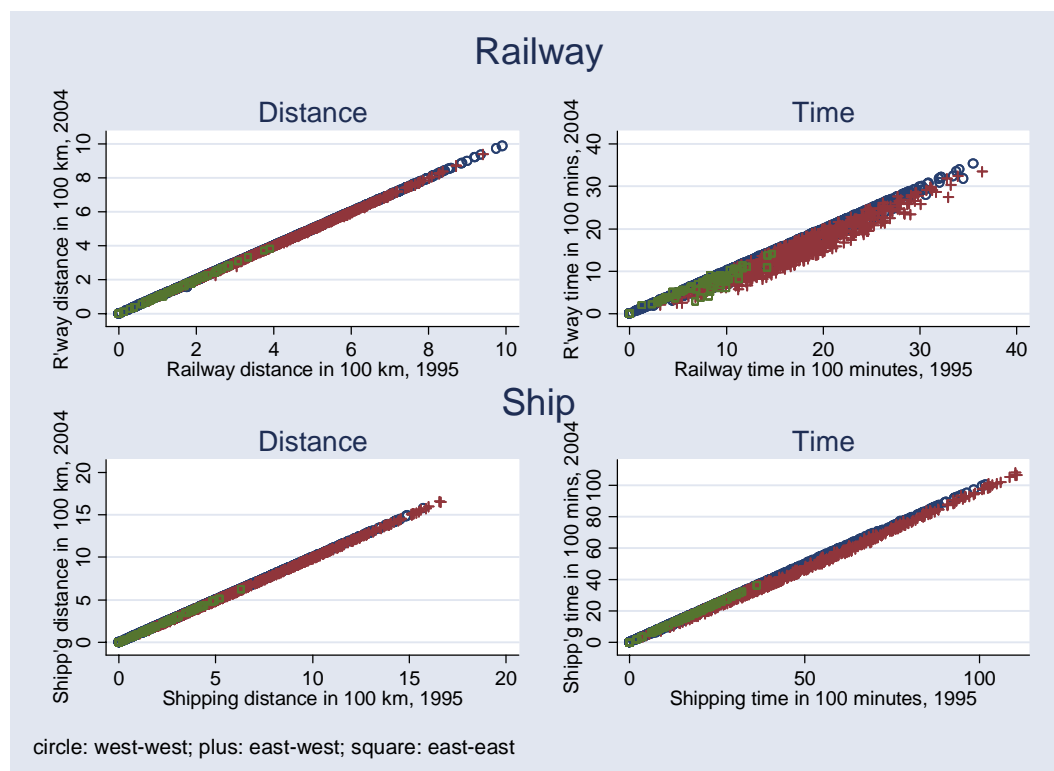 Railway
Distance
R'way distance in 100 km, 2004
10
8
6
4
2
0
0 2 4 6 8 10
Railway distance in 100 km, 1995
Time
R'way time in 100 mins, 2004
40
30
20
10
0
0 10 20 30 40
Railway time in 100 minutes, 1995
Ship
Distance
Shipp'g distance in 100 km, 2004
20
15
10
5
0
0 5 10 15 20
Shipping distance in 100 km, 1995
Time
Shipp'g time in 100 mins, 2004
100
80
60
40
20
0
0 50 100
Shipping time in 100 minutes, 1995
circle: west-west; plus: east-west; square: east-east